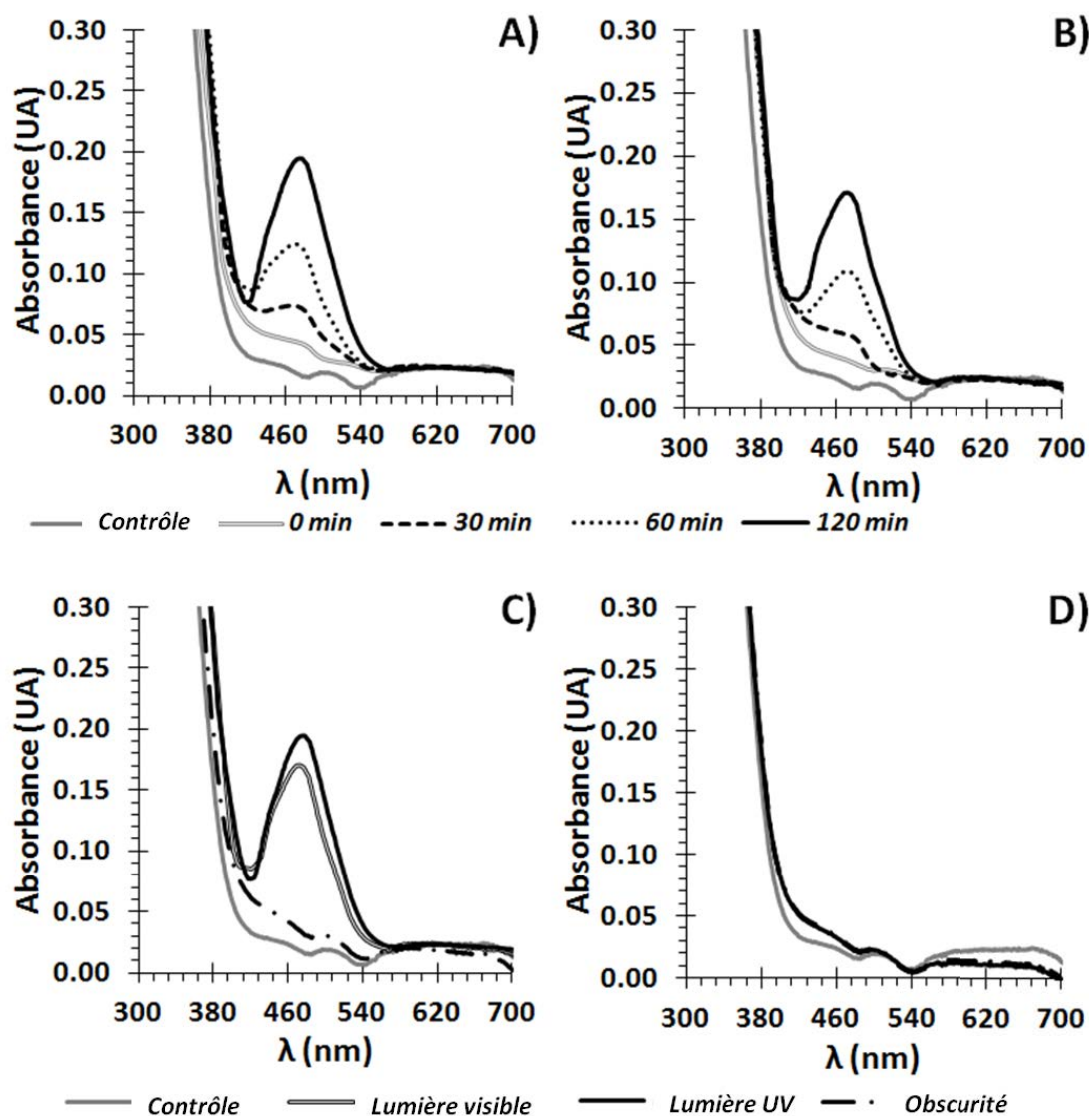 A)
B)
Absorbance (UA)
0.30
0.25
0.20
0.15
0.10
0.05
0.00
300 380 460 540 620 700
λ (nm)
Absorbance (UA)
0.30
0.25
0.20
0.15
0.10
0.05
0.00
300 380 460 540 620 700
λ (nm)
Contrôle 0 min 30 min 60 min 120 min
C)
D)
Absorbance (UA)
0.30
0.25
0.20
0.15
0.10
0.05
0.00
300 380 460 540 620 700
λ (nm)
Absorbance (UA)
0.30
0.25
0.20
0.15
0.10
0.05
0.00
300 380 460 540 620 700
λ (nm)
Contrôle Lumière visible Lumière UV Obscurité